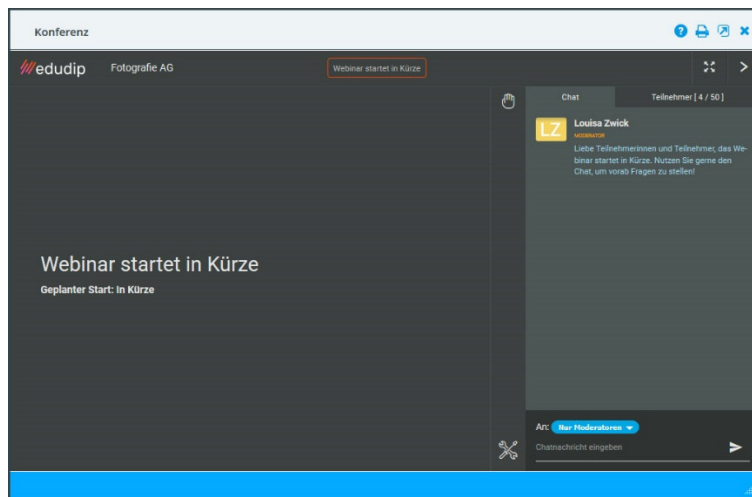 Konferenz
edudip
Fotografie AG
Webinar startet in Kürze
Chat
Teilnehmer [ 4 / 50 ]
LZ
Louisa Zwick
MODERATOR
Liebe Teilnehmerinnen und Teilnehmer, das We-
binar startet in Kürze. Nutzen Sie gerne den
Chat, um vorab Fragen zu stellen!
Webinar startet in Kürze
Geplanter Start: In Kürze
An: Nur Moderatoren
Chatnachricht eingeben